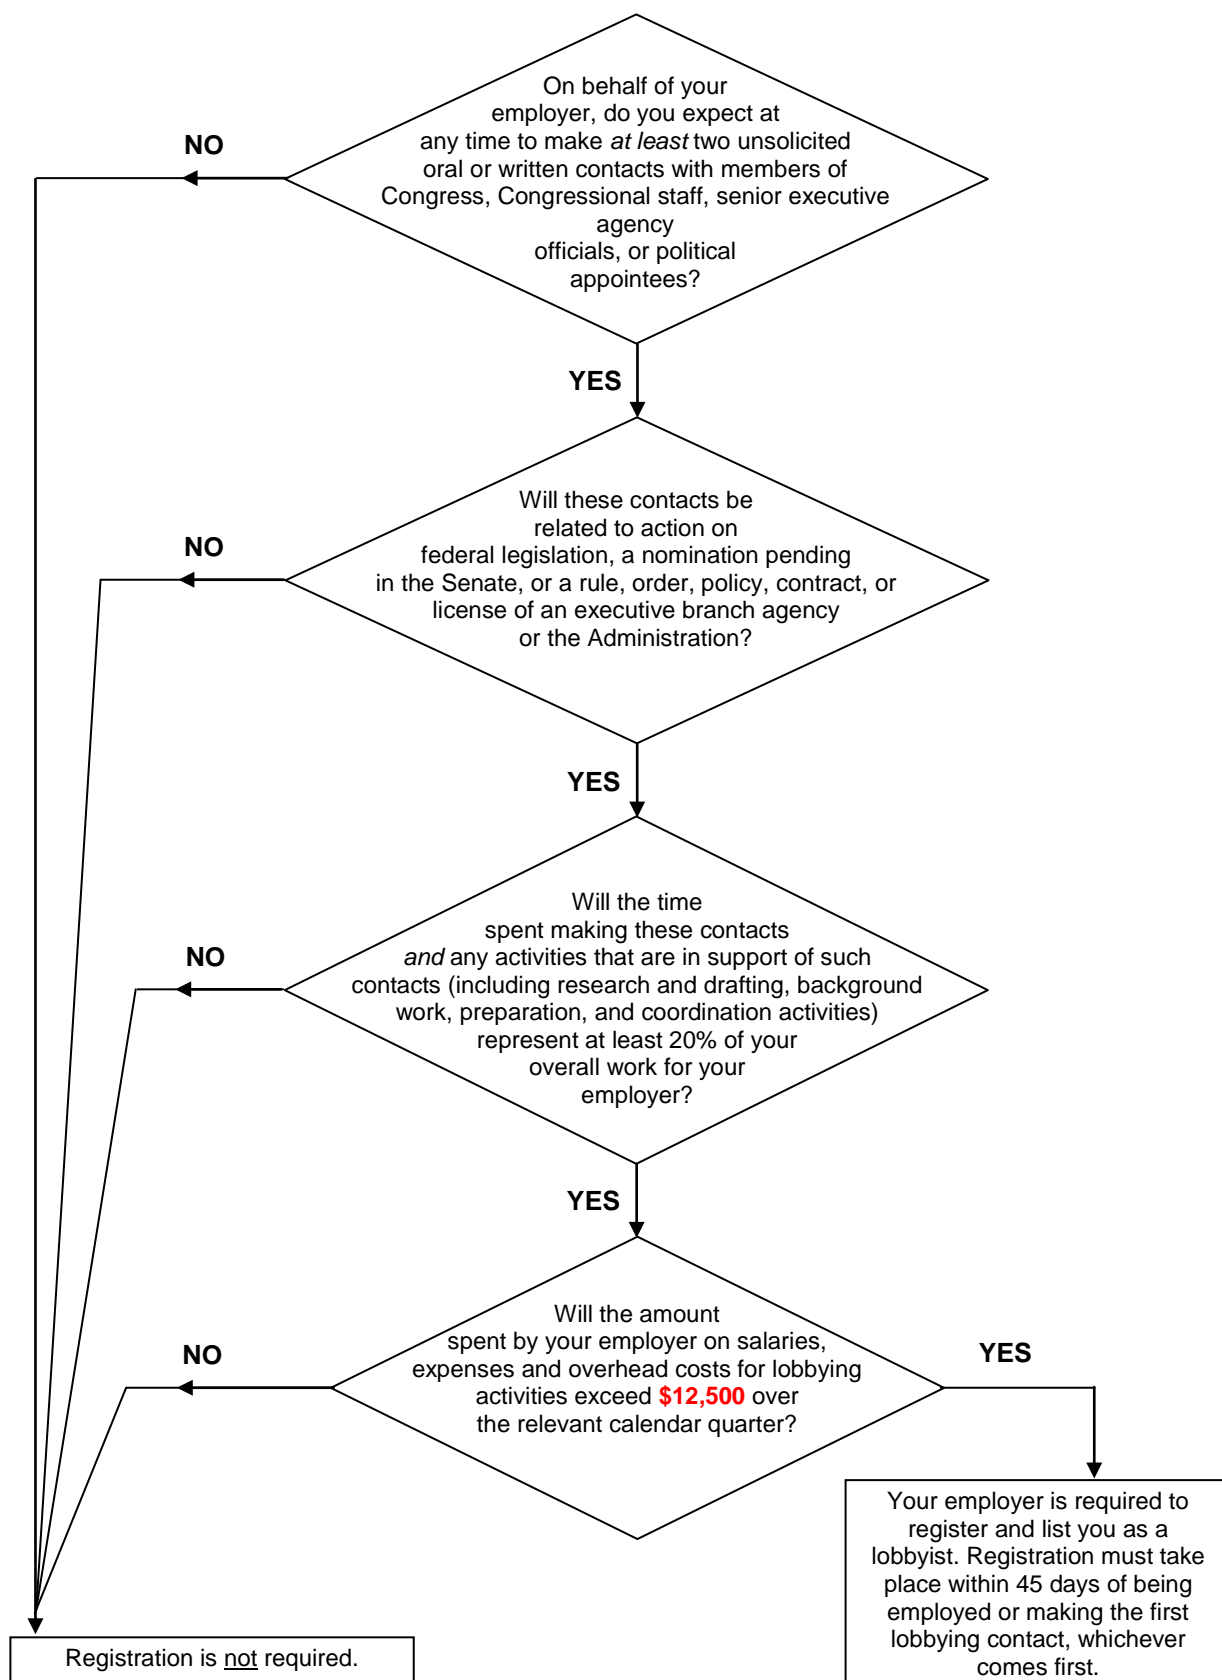 On behalf of your
employer, do you expect at
any time to make at least two unsolicited
oral or written contacts with members of
Congress, Congressional staff, senior executive
agency
officials, or political
appointees?
NO
YES
Will these contacts be
related to action on
federal legislation, a nomination pending
in the Senate, or a rule, order, policy, contract, or
license of an executive branch agency
or the Administration?
NO
YES
Will the time
spent making these contacts
and any activities that are in support of such
contacts (including research and drafting, background
work, preparation, and coordination activities)
represent at least 20% of your
overall work for your
employer?
NO
YES
Will the amount
spent by your employer on salaries,
expenses and overhead costs for lobbying
activities exceed $12,500 over
the relevant calendar quarter?
NO
YES
Your employer is required to
register and list you as a
lobbyist. Registration must take
place within 45 days of being
employed or making the first
lobbying contact, whichever
comes first.
Registration is not required.